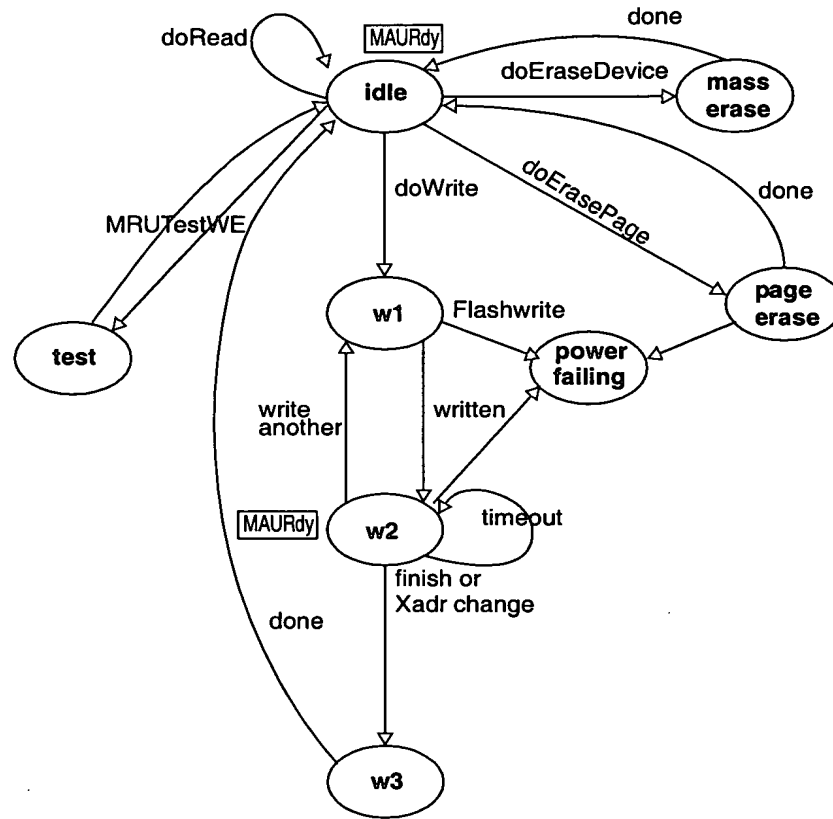 done
doRead
MAURdy
doEraseDevice
idle
mass
erase
doWrite
doErasePage
done
MRUTestWE
w1
Flashwrite
page
erase
test
power
failing
write
another
written
MAURdy
w2
timeout
finish or
Xadr change
done
w3